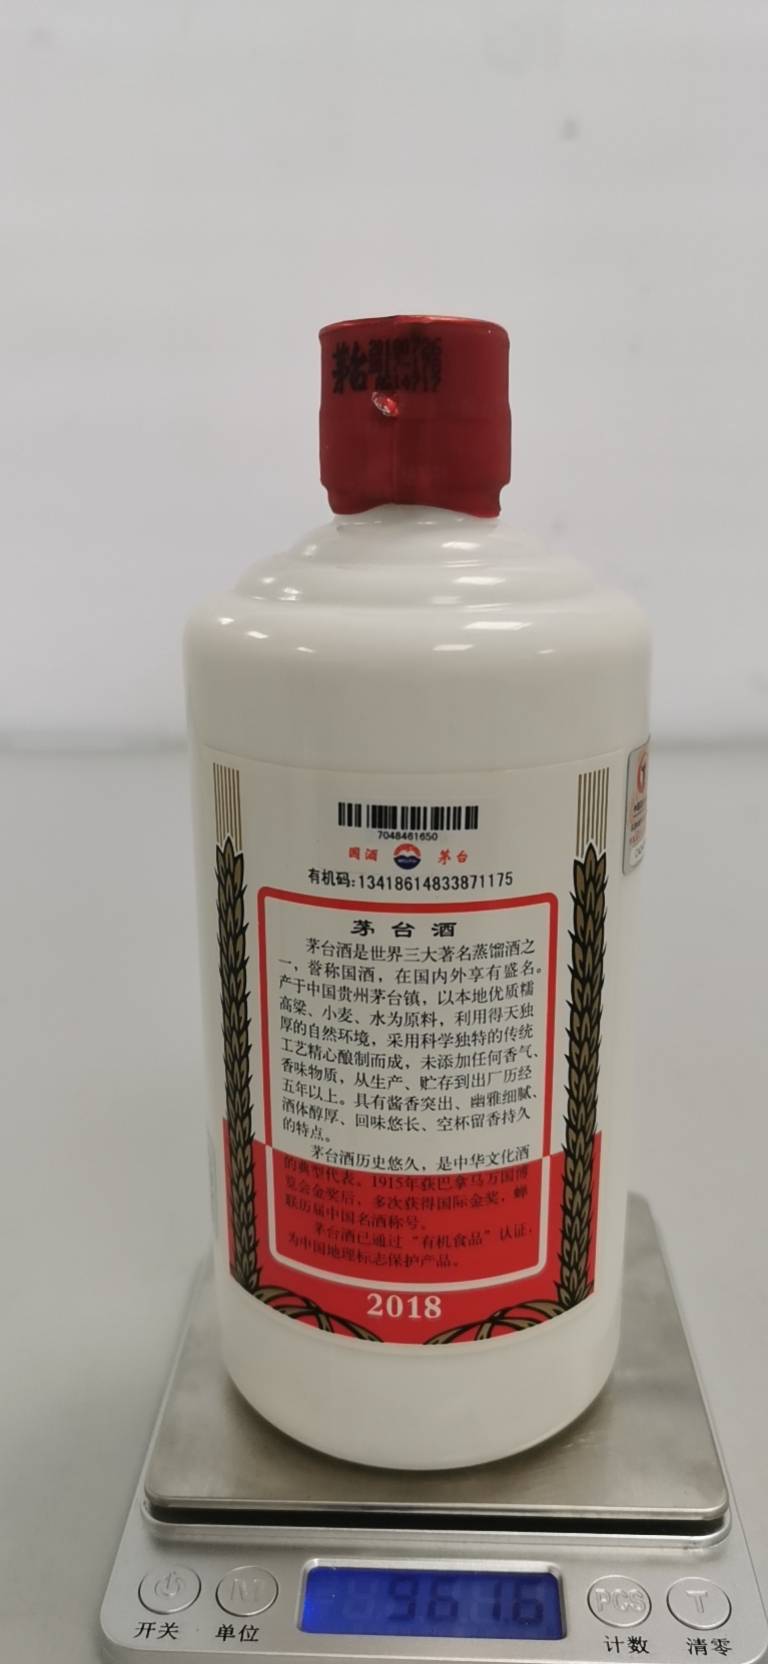 茅台
7048461650
国酒 茅台
有机码:13418614833871175
茅台酒
茅台酒是世界三大著名蒸馏酒之
一，誉称国酒，在国内外享有盛名。
产于中国贵州茅台镇，以本地优质糯
高粱、小麦、水为原料，利用得天独
厚的自然环境，采用科学独特的传统
工艺精心酿制而成，未添加任何香气、
香味物质，从生产、贮存到出厂历经
五年以上。具有酱香突出、幽雅细腻、
酒体醇厚、回味悠长、空杯留香持久
的特点。
茅台酒历史悠久，是中华文化酒
的典型代表。1915年获巴拿马万国博
览会金奖后，多次获得国际金奖，蝉
联历届中国名酒称号。
茅台酒已通过“有机食品”认证，
为中国地理标志保护产品。
2018
961.6
M PCS T
开关 单位 计数 清零